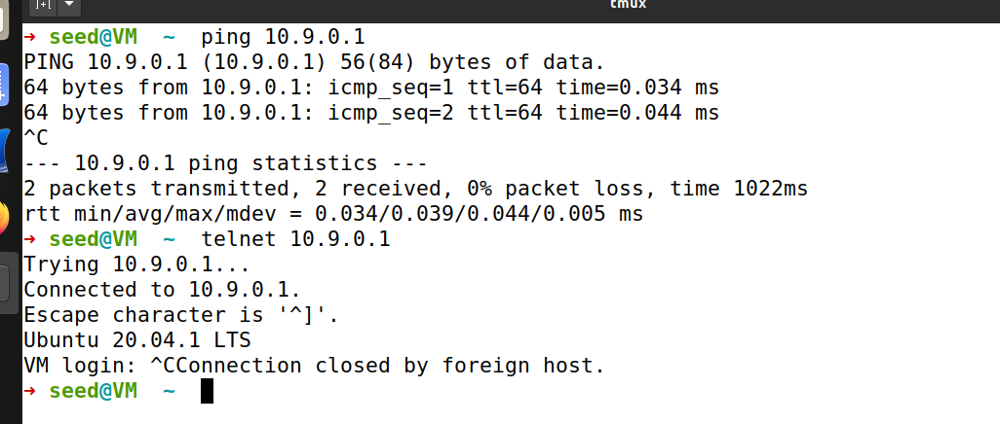 tmux
→ seed@VM ~ ping 10.9.0.1
PING 10.9.0.1 (10.9.0.1) 56(84) bytes of data.
64 bytes from 10.9.0.1: icmp_seq=1 ttl=64 time=0.034 ms
64 bytes from 10.9.0.1: icmp_seq=2 ttl=64 time=0.044 ms
^C
--- 10.9.0.1 ping statistics ---
2 packets transmitted, 2 received, 0% packet loss, time 1022ms
rtt min/avg/max/mdev = 0.034/0.039/0.044/0.005 ms
→ seed@VM ~ telnet 10.9.0.1
Trying 10.9.0.1...
Connected to 10.9.0.1.
Escape character is '^]'.
Ubuntu 20.04.1 LTS
VM login: ^CConnection closed by foreign host.
→ seed@VM ~